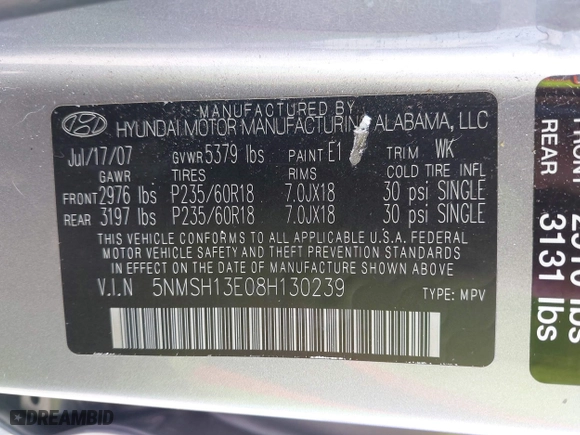 MANUFACTURED BY
HYUNDAI MOTOR MANUFACTURING ALABAMA, LLC
Jul/17/07 GVWR 5379 lbs PAINT E1 TRIM WK
GAWR TIRES RIMS COLD TIRE INFL
FRONT 2976 lbs P235/60R18 7.0JX18 30 psi SINGLE
REAR 3197 lbs P235/60R18 7.0JX18 30 psi SINGLE
THIS VEHICLE CONFORMS TO ALL APPLICABLE U.S.A. FEDERAL
MOTOR VEHICLE SAFETY AND THEFT PREVENTION STANDARDS
IN EFFECT ON THE DATE OF MANUFACTURE SHOWN ABOVE.
V.I.N 5NMSH13E08H130239 TYPE: MPV
REAR 3131 lbs
DREAMBID